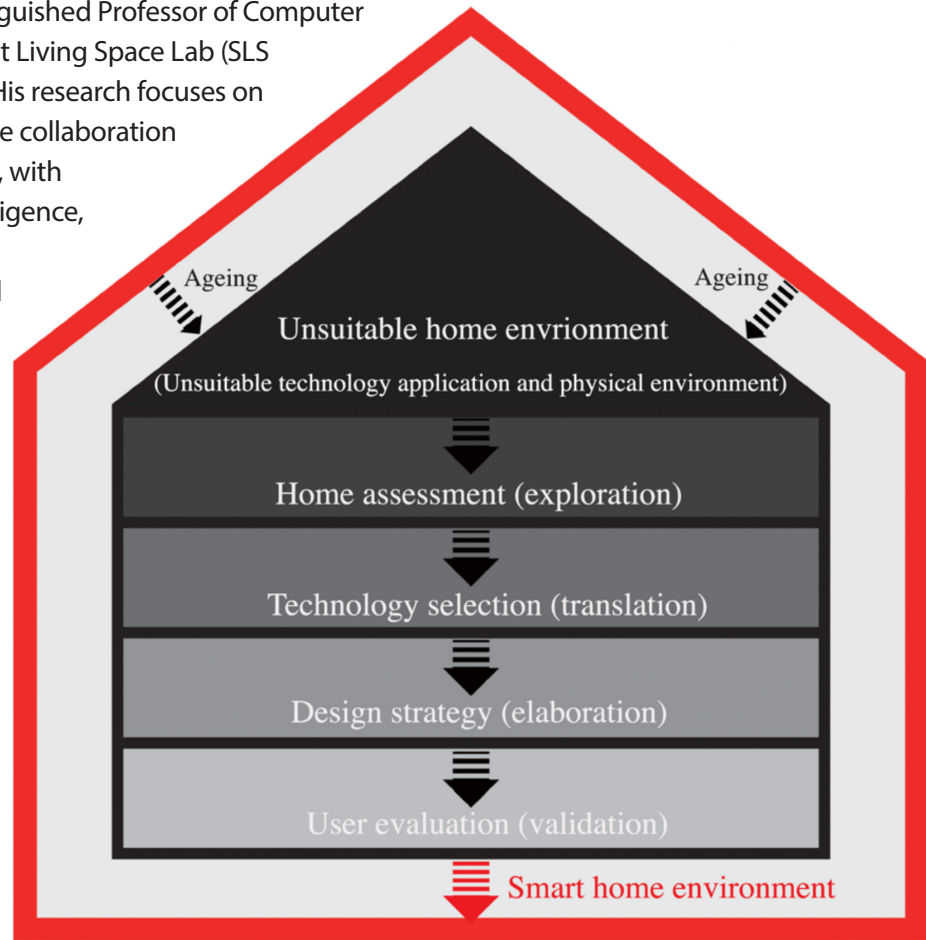 guished Professor of Computer
t Living Space Lab (SLS
His research focuses on
e collaboration
, with
igence,
Ageing
Ageing
Unsuitable home envrionment
(Unsuitable technology application and physical environment)
Home assessment (exploration)
Technology selection (translation)
Design strategy (elaboration)
User evaluation (validation)
Smart home environment